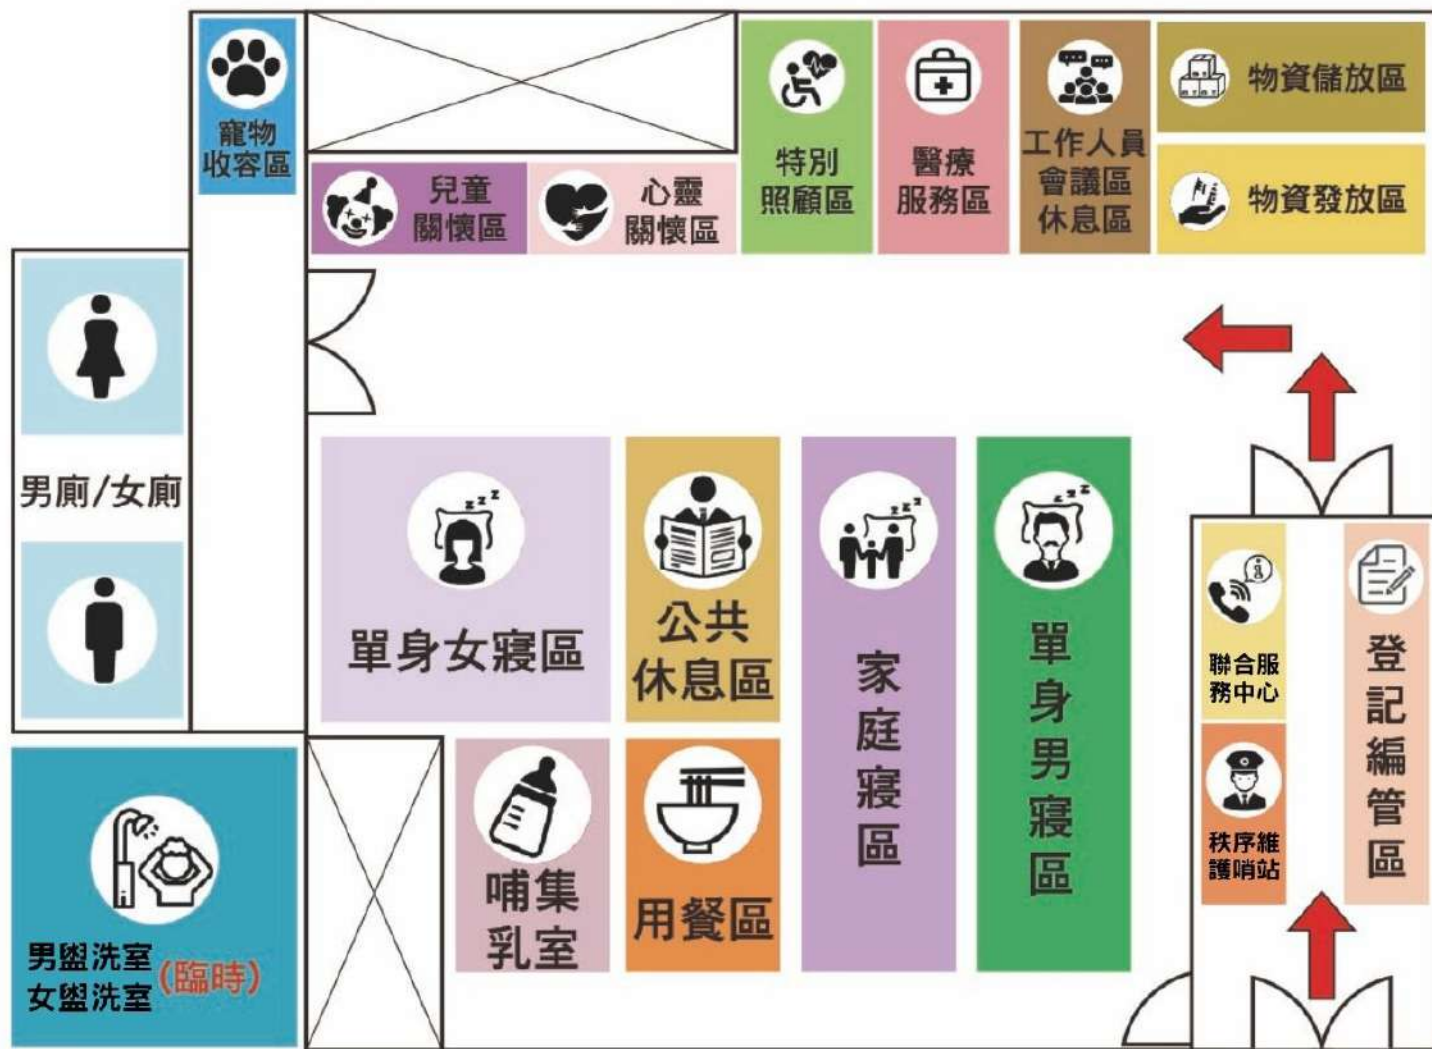 寵物
收容區
兒童
關懷區
心靈
關懷區
特別
照顧區
醫療
服務區
工作人員
會議區
休息區
物資儲放區
物資發放區
男廁/女廁
單身女寢區
公共
休息區
家庭寢區
單身男寢區
聯合服
務中心
登記編管區
秩序維
護哨站
哺集
乳室
用餐區
男盥洗室
女盥洗室
(臨時)